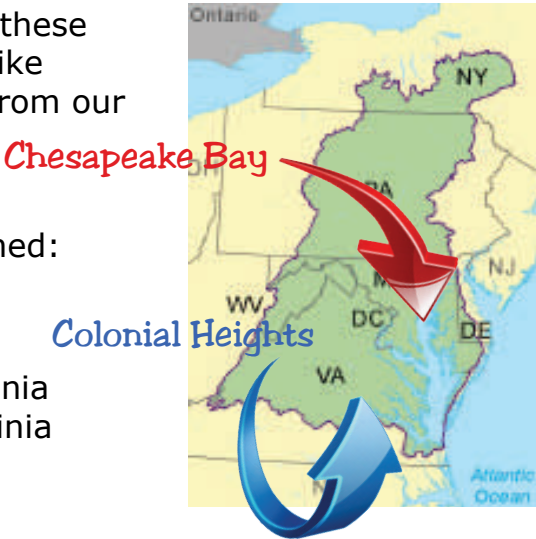 these
ike
rom our
ned:
nia
inia
Chesapeake Bay
Colonial Heights
Ontario
NY
PA
NJ
WV
DC
DE
VA
Atlantic
Ocean